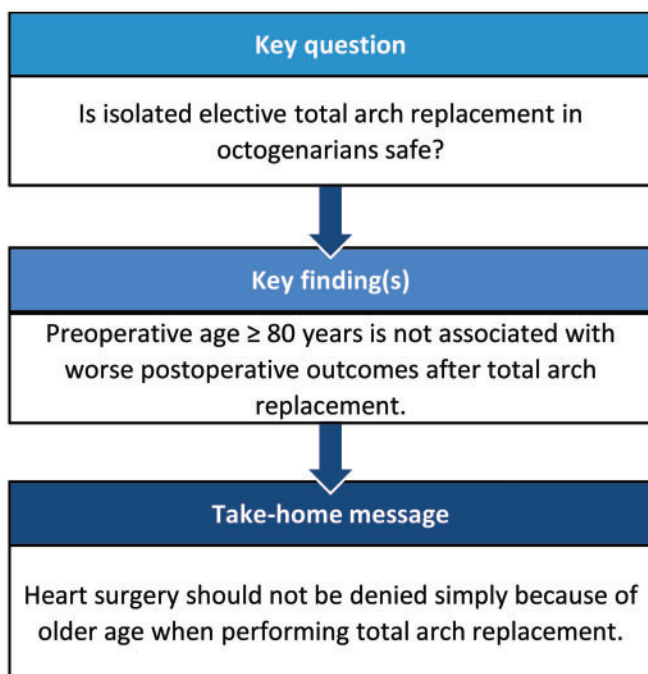 Key question
Is isolated elective total arch replacement in
octogenarians safe?
Key finding(s)
Preoperative age ≥ 80 years is not associated with
worse postoperative outcomes after total arch
replacement.
Take-home message
Heart surgery should not be denied simply because of
older age when performing total arch replacement.